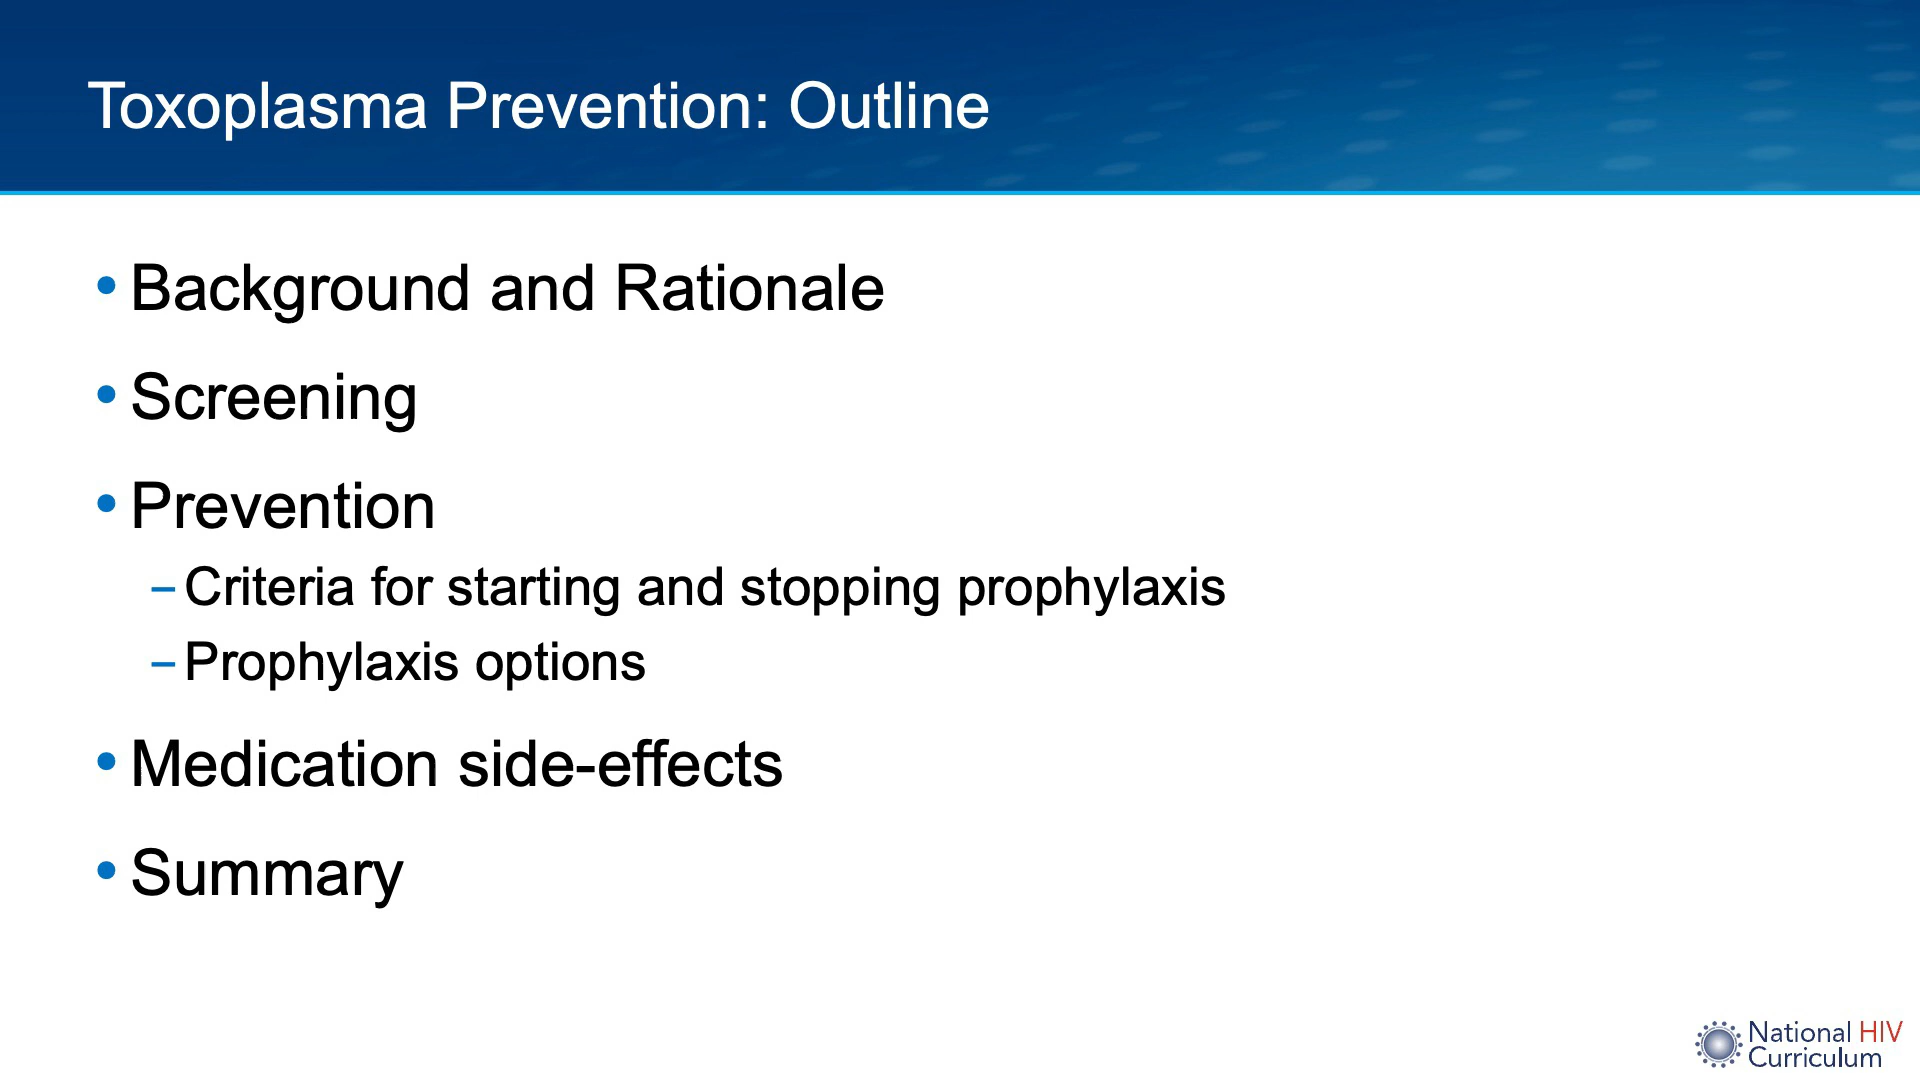 Toxoplasma Prevention: Outline
• Background and Rationale
• Screening
• Prevention
– Criteria for starting and stopping prophylaxis
– Prophylaxis options
• Medication side-effects
• Summary
National HIV
Curriculum